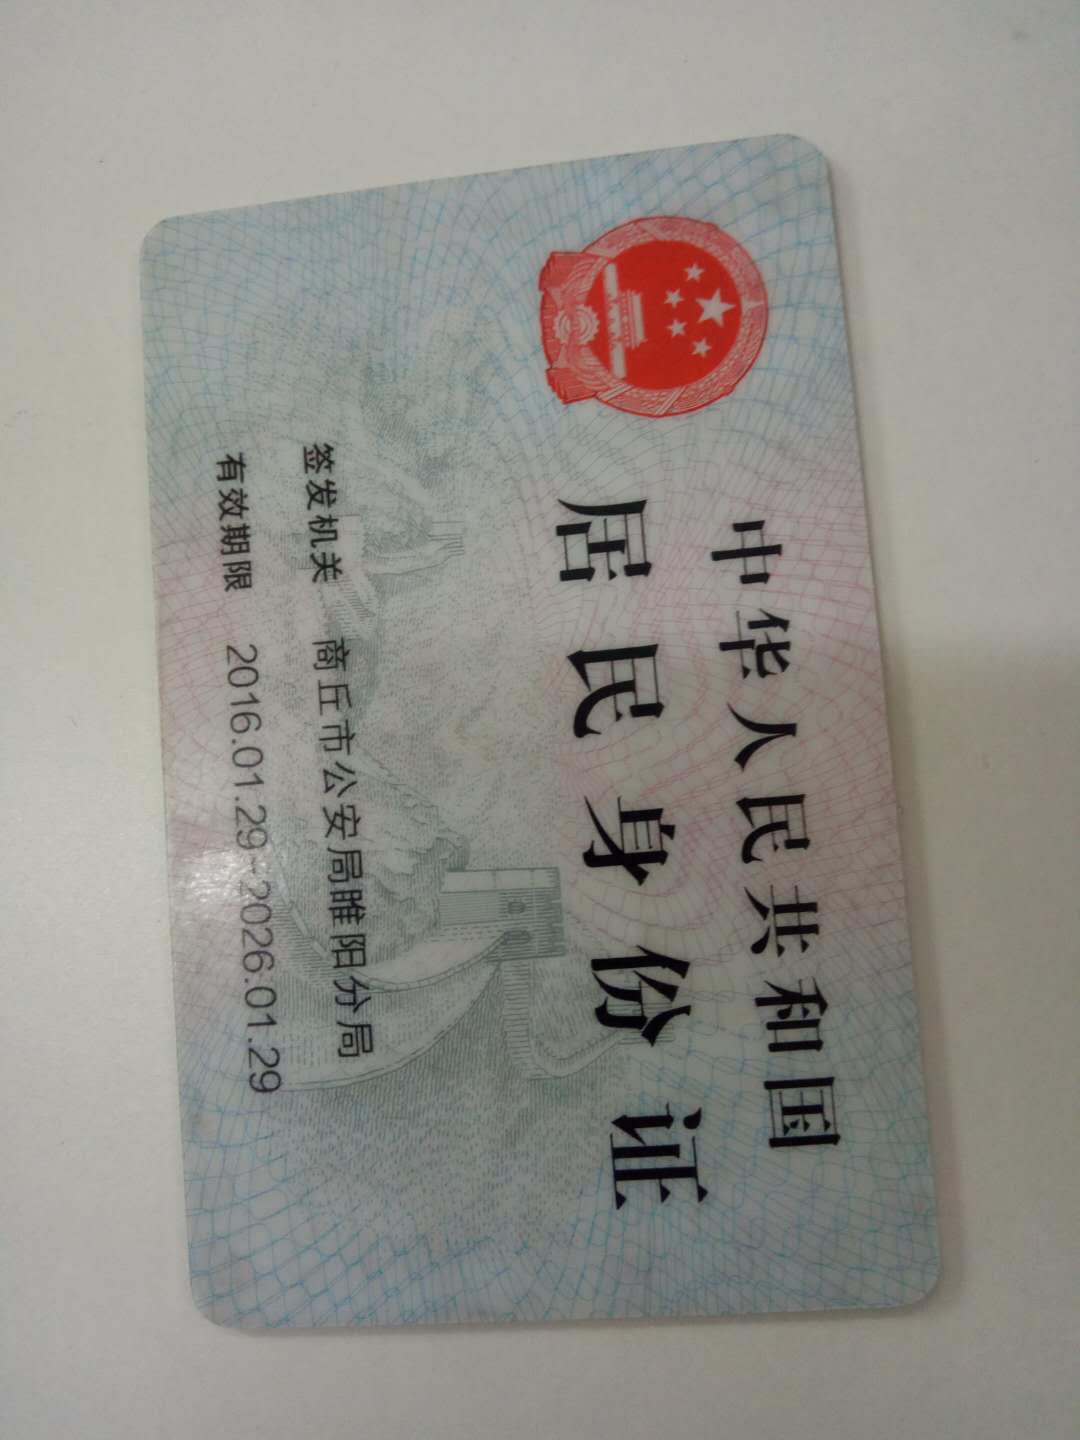 中华人民共和国
居民身份证
签发机关 商丘市公安局睢阳分局
有效期限 2016.01.29-2026.01.29